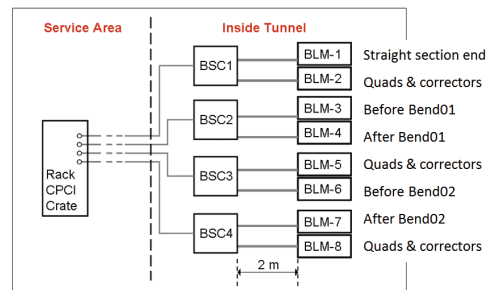 Service Area
Inside Tunnel
BSC1
BLM-1 Straight section end
BLM-2 Quads & correctors
BSC2
BLM-3 Before Bend01
BLM-4 After Bend01
Rack
CPCI
Crate
BSC3
BLM-5 Quads & correctors
BLM-6 Before Bend02
BSC4
BLM-7 After Bend02
BLM-8 Quads & correctors
2 m